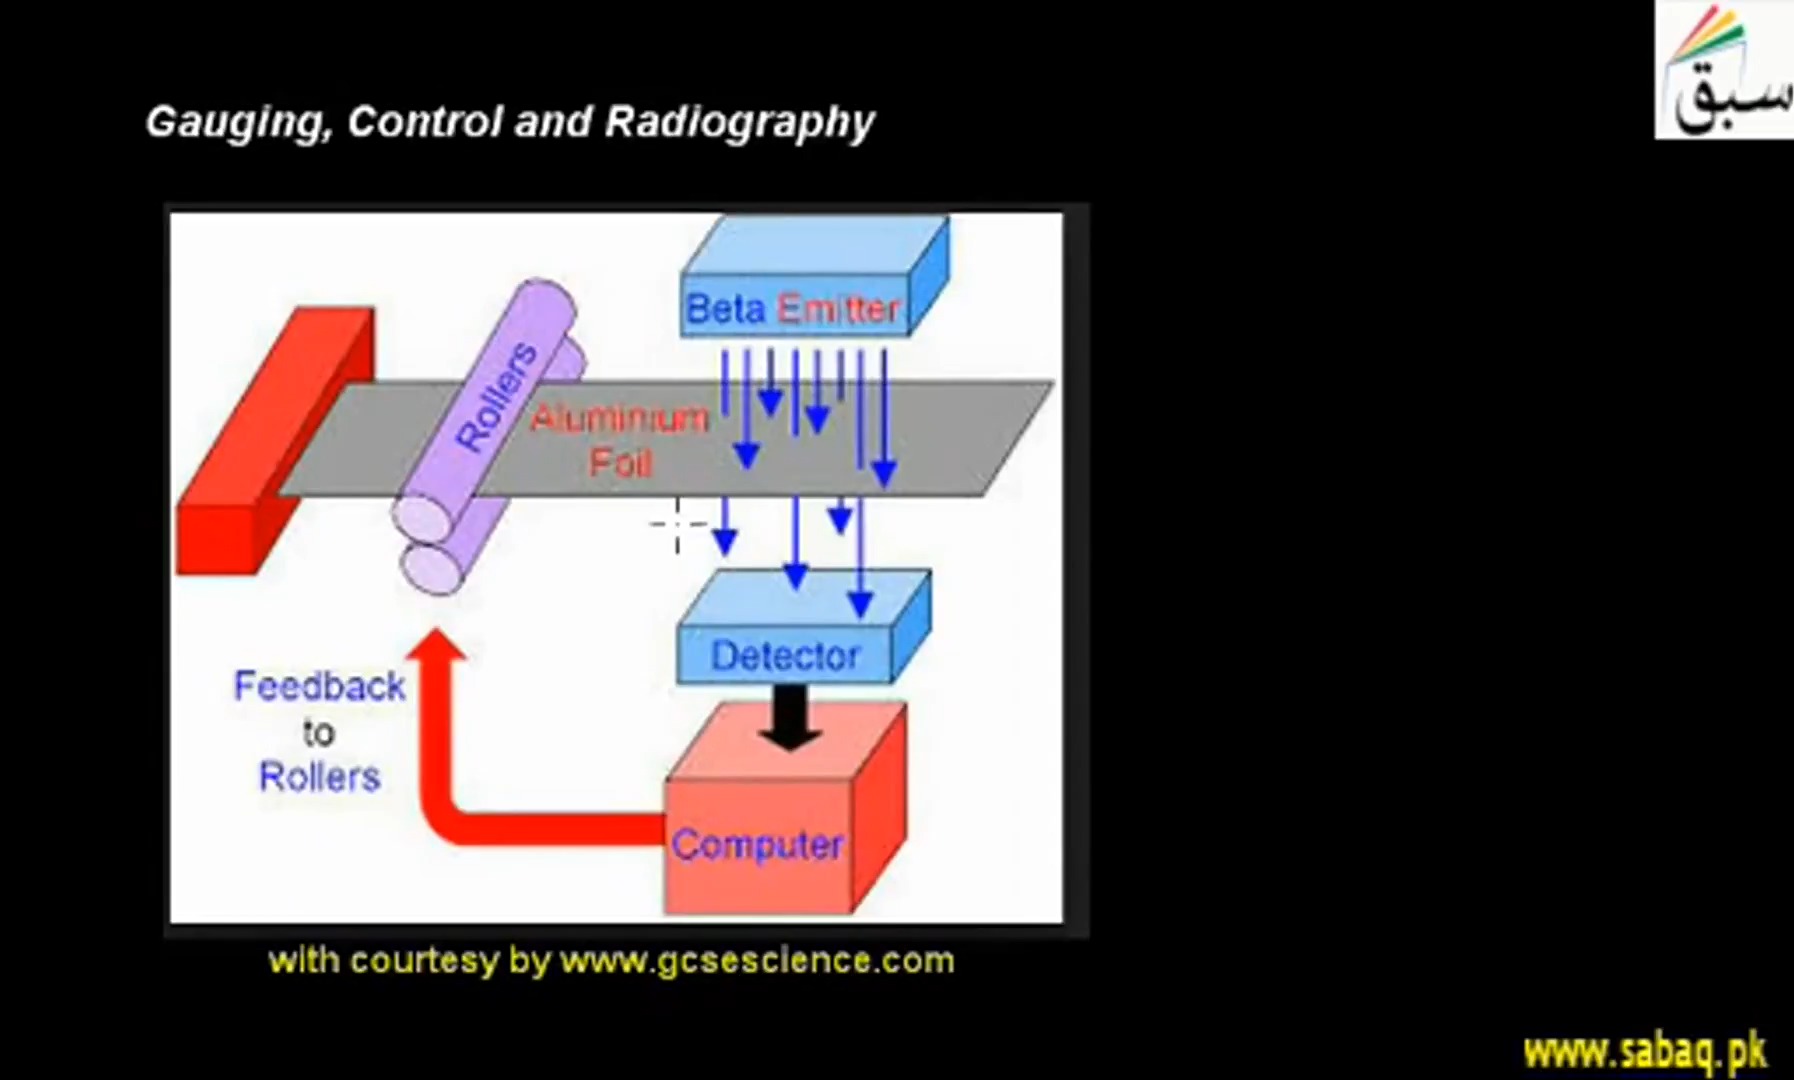 سبق
Gauging, Control and Radiography
Beta Emitter
Rollers
Aluminium
Foil
Detector
Feedback
to
Rollers
Computer
with courtesy by www.gcsescience.com
www.sabaq.pk